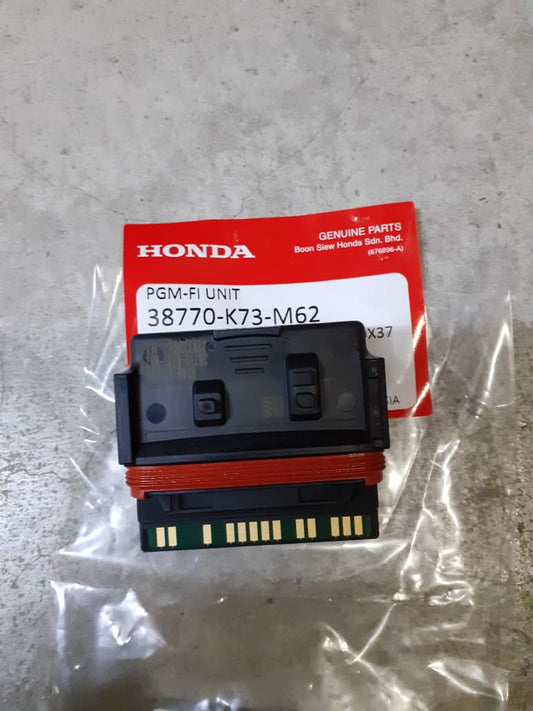 HONDA
GENUINE PARTS
Boon Siew Honda Sdn. Bhd.
(676896-A)
PGM-FI UNIT
38770-K73-M62
X37
SIA